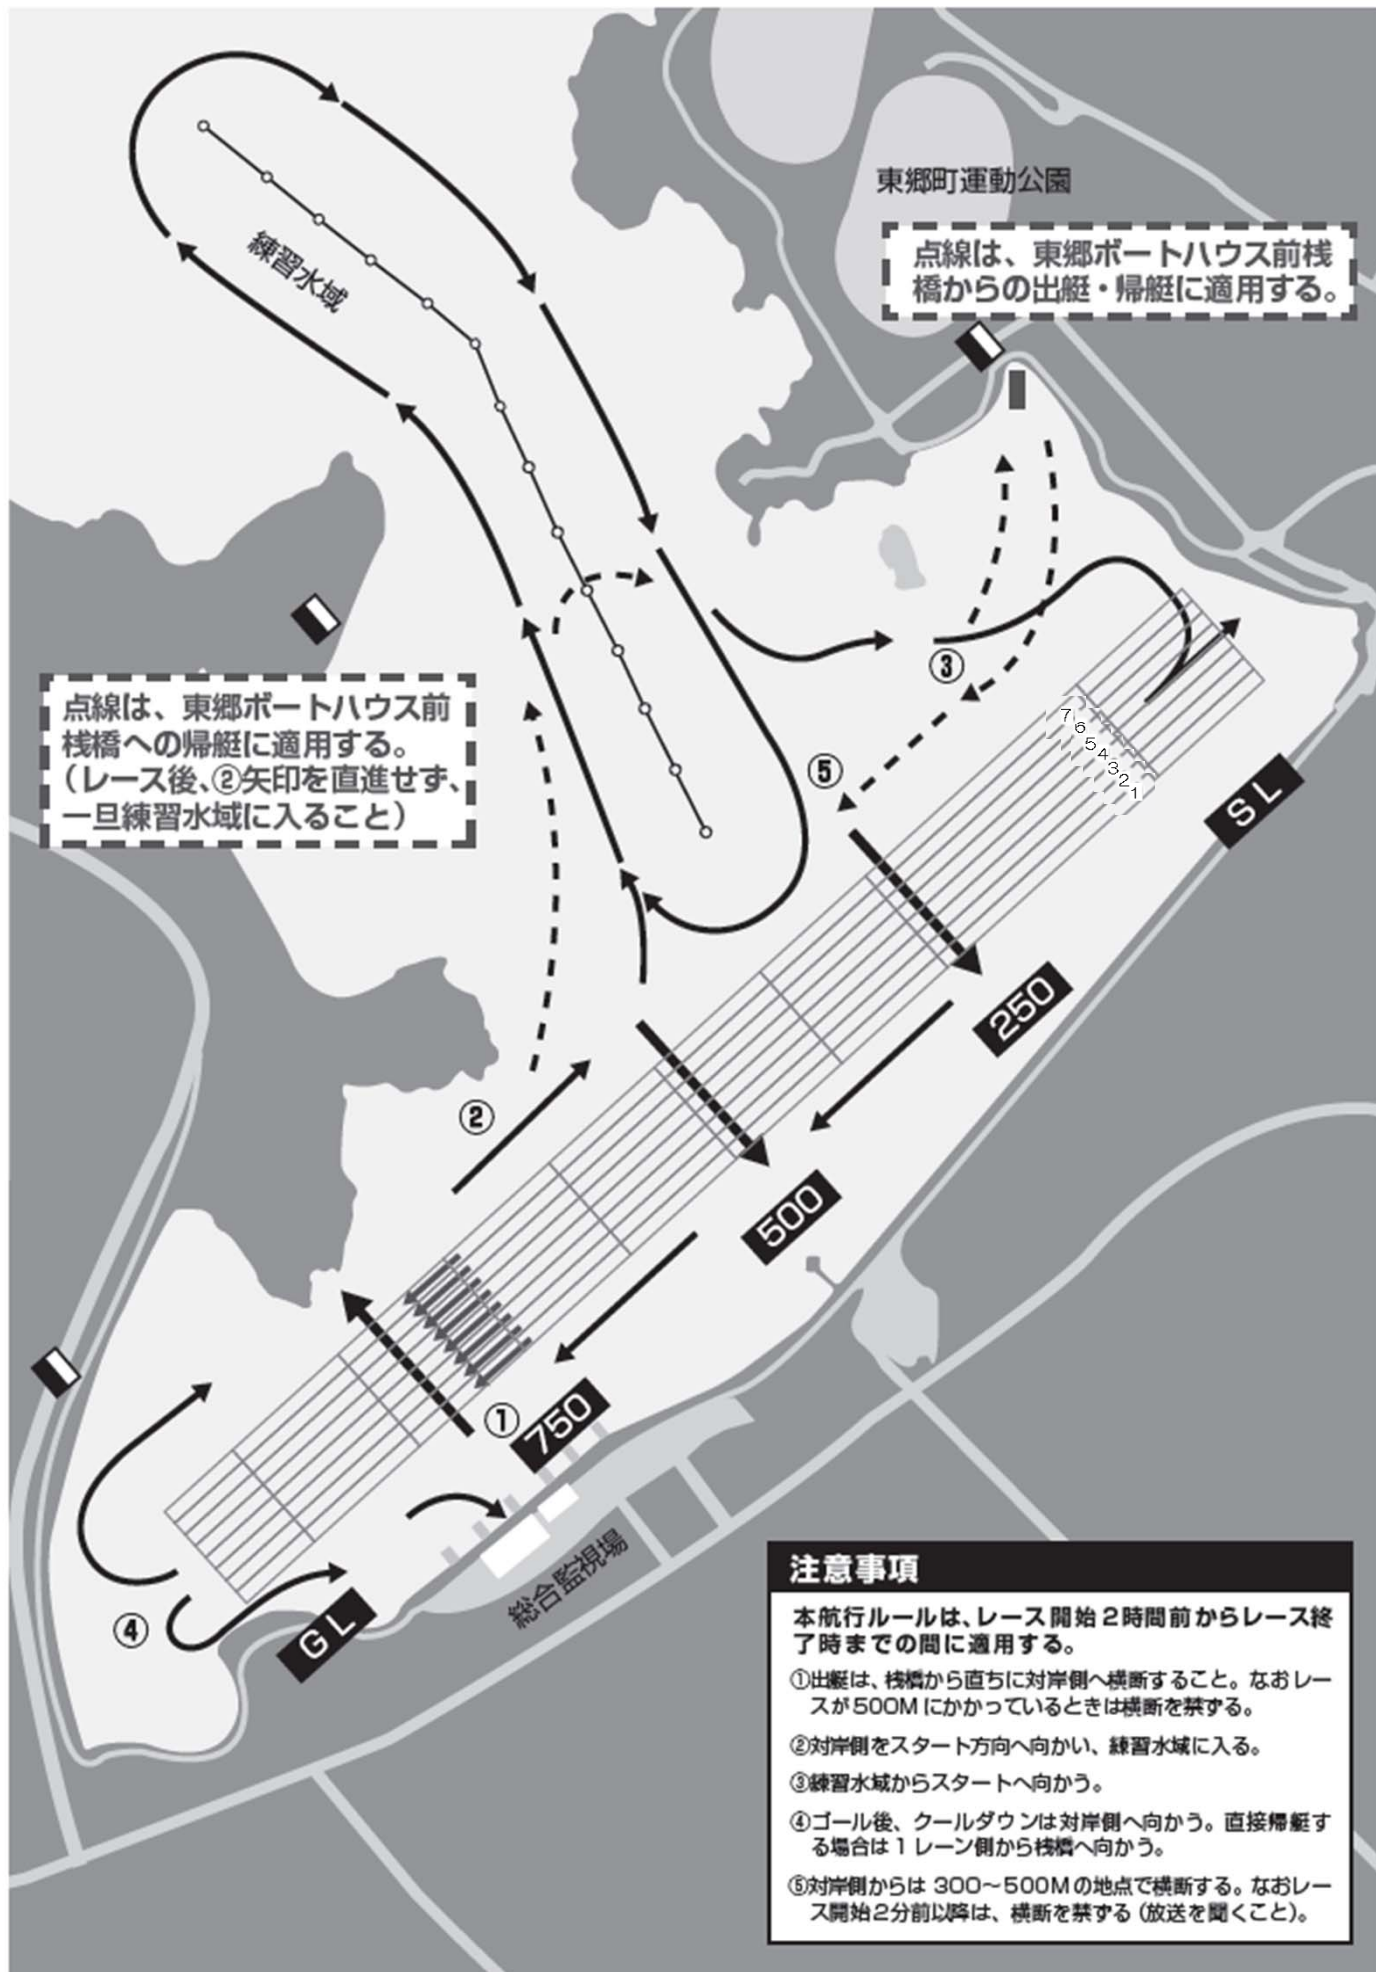 東郷町運動公園
点線は、東郷ボートハウス前桟
橋からの出艇・帰艇に適用する。
練習水域
点線は、東郷ボートハウス前
桟橋への帰艇に適用する。
（レース後、②矢印を直進せず、
一旦練習水域に入ること）
③
7
6
5
4
3
2
1
⑤
SL
250
②
500
①
750
総合監視場
④
GL
注意事項
本航行ルールは、レース開始2時間前からレース終
了時までの間に適用する。
①出艇は、桟橋から直ちに対岸側へ横断すること。なおレー
スが500Mにかかっているときは横断を禁ずる。
②対岸側をスタート方向へ向かい、練習水域に入る。
③練習水域からスタートへ向かう。
④ゴール後、クールダウンは対岸側へ向かう。直接帰艇す
る場合は1レーン側から桟橋へ向かう。
⑤対岸側からは 300〜500Mの地点で横断する。なおレー
ス開始2分前以降は、横断を禁ずる（放送を聞くこと）。